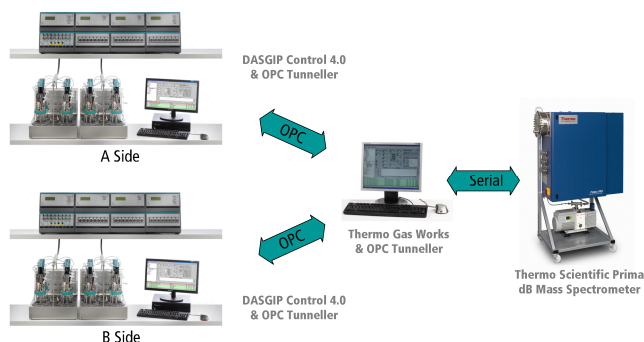 DASGIP Control 4.0
& OPC Tunneller
A Side
OPC
Serial
Thermo Gas Works
& OPC Tunneller
OPC
Thermo
Thermo Scientific Prima
dB Mass Spectrometer
DASGIP Control 4.0
& OPC Tunneller
B Side